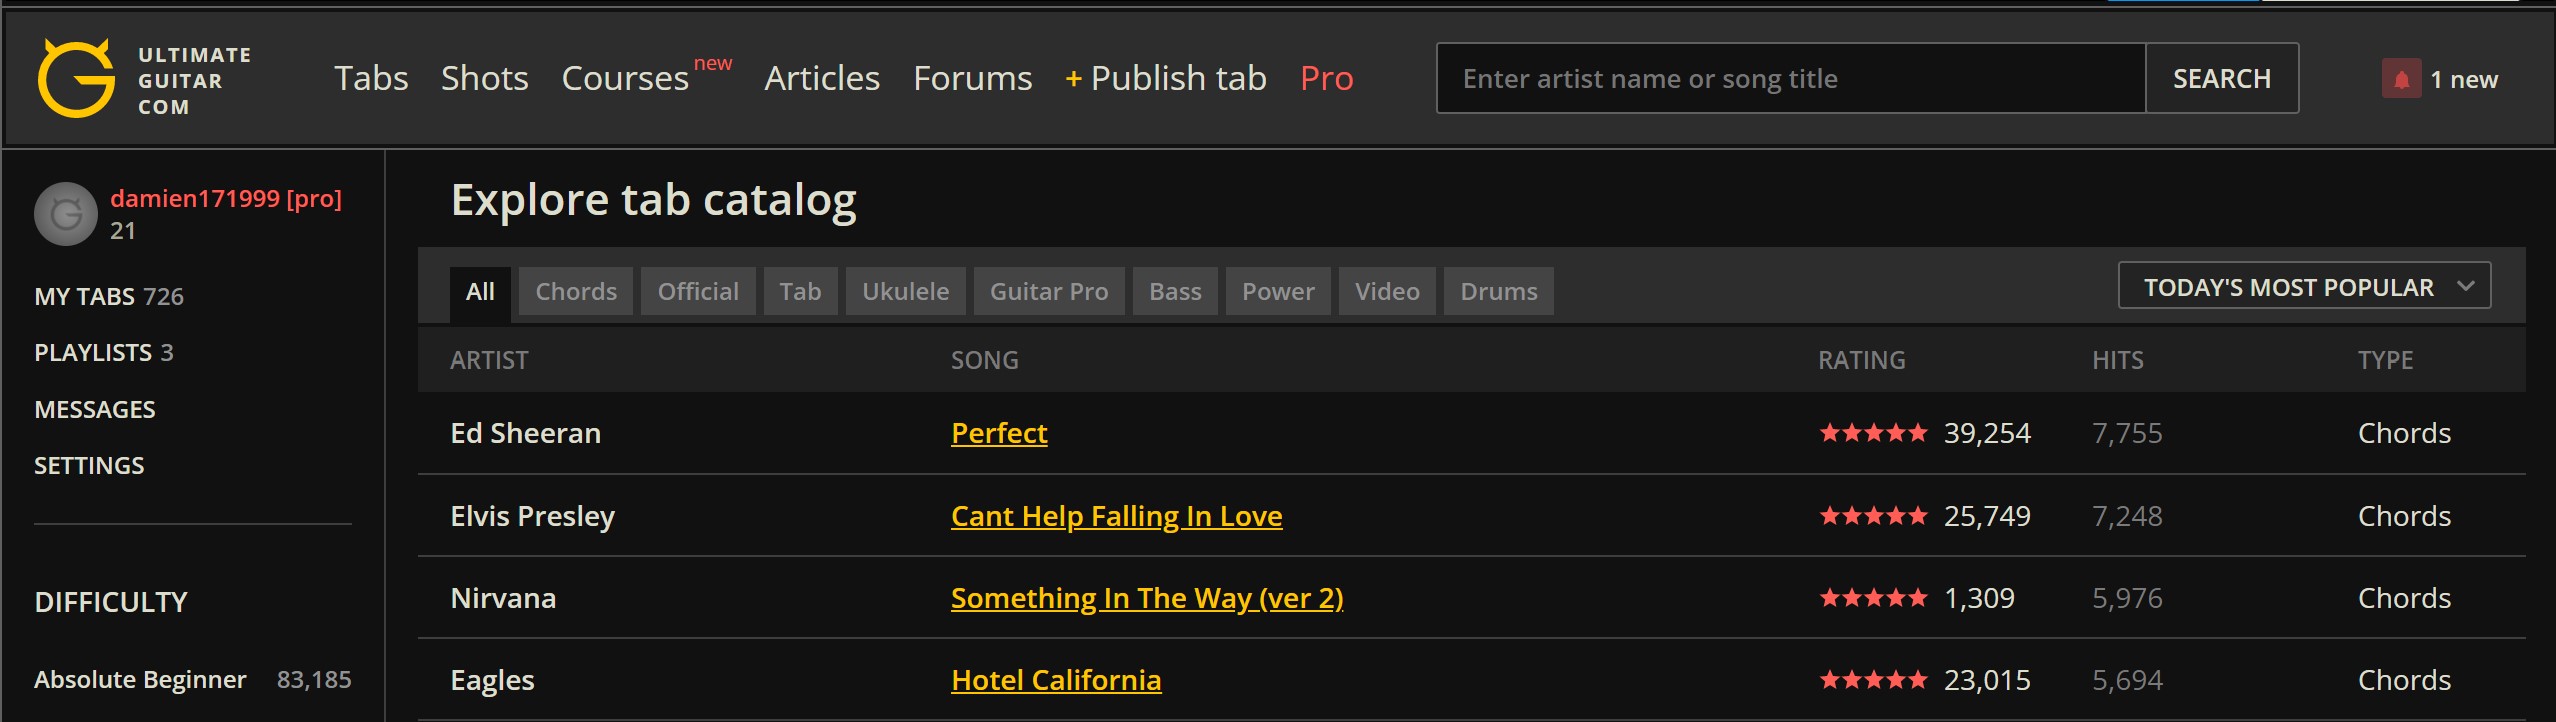 ULTIMATE
GUITAR
COM
Tabs Shots Courses new Articles Forums + Publish tab Pro
Enter artist name or song title SEARCH
1 new
damien171999 [pro]
21
MY TABS 726
PLAYLISTS 3
MESSAGES
SETTINGS
DIFFICULTY
Absolute Beginner 83,185
Explore tab catalog
All Chords Official Tab Ukulele Guitar Pro Bass Power Video Drums
TODAY'S MOST POPULAR
ARTIST SONG RATING HITS TYPE
Ed Sheeran Perfect 39,254 7,755 Chords
Elvis Presley Cant Help Falling In Love 25,749 7,248 Chords
Nirvana Something In The Way (ver 2) 1,309 5,976 Chords
Eagles Hotel California 23,015 5,694 Chords